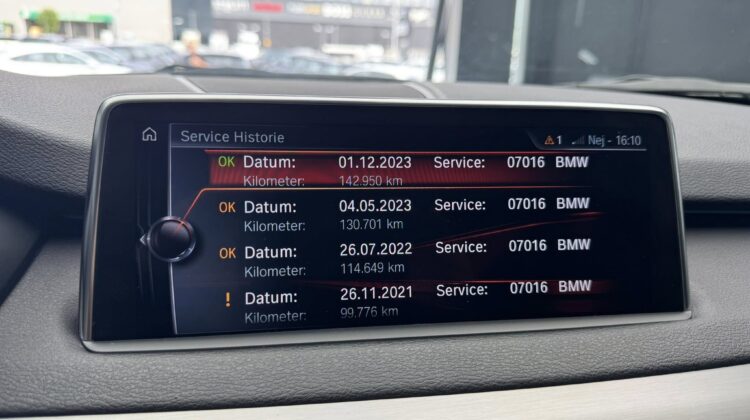 Service Historie
1 Nej - 16:10
OK Datum: 01.12.2023 Service: 07016 BMW
Kilometer: 142.950 km
OK Datum: 04.05.2023 Service: 07016 BMW
Kilometer: 130.701 km
OK Datum: 26.07.2022 Service: 07016 BMW
Kilometer: 114.649 km
! Datum: 26.11.2021 Service: 07016 BMW
Kilometer: 99.776 km